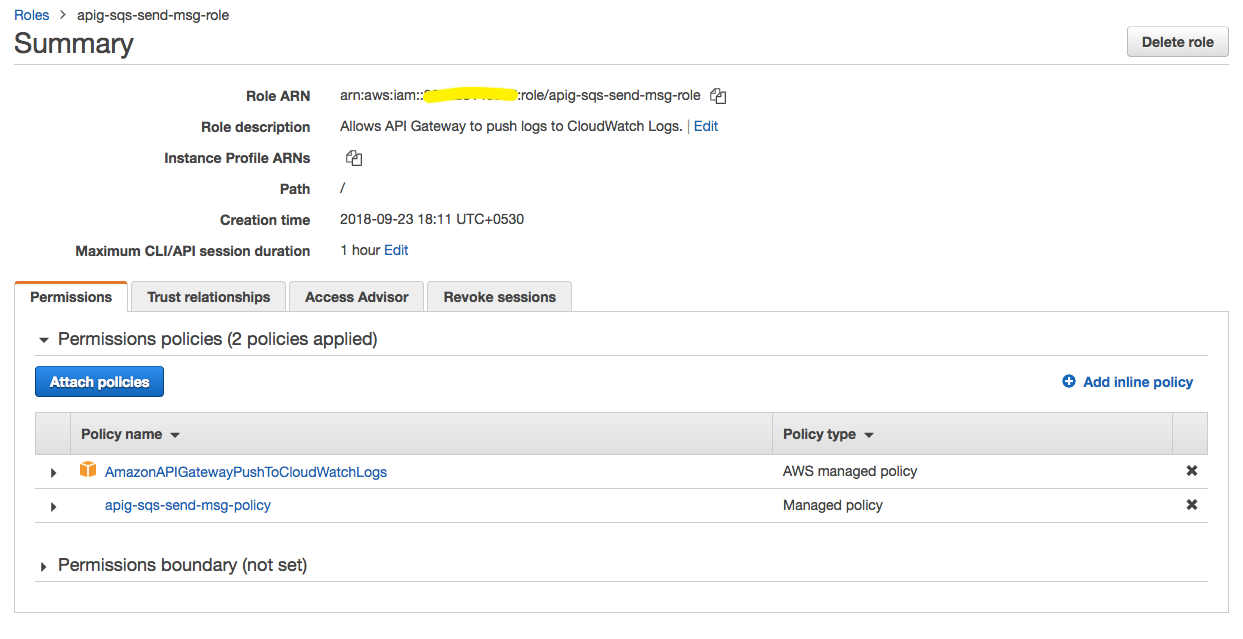 Roles > apig-sqs-send-msg-role
Summary
Delete role
Role ARN arn:aws:iam:: :role/apig-sqs-send-msg-role
Role description Allows API Gateway to push logs to CloudWatch Logs. | Edit
Instance Profile ARNs
Path /
Creation time 2018-09-23 18:11 UTC+0530
Maximum CLI/API session duration 1 hour Edit
Permissions Trust relationships Access Advisor Revoke sessions
Permissions policies (2 policies applied)
Attach policies Add inline policy
Policy name Policy type
AmazonAPIGatewayPushToCloudWatchLogs AWS managed policy
apig-sqs-send-msg-policy Managed policy
Permissions boundary (not set)